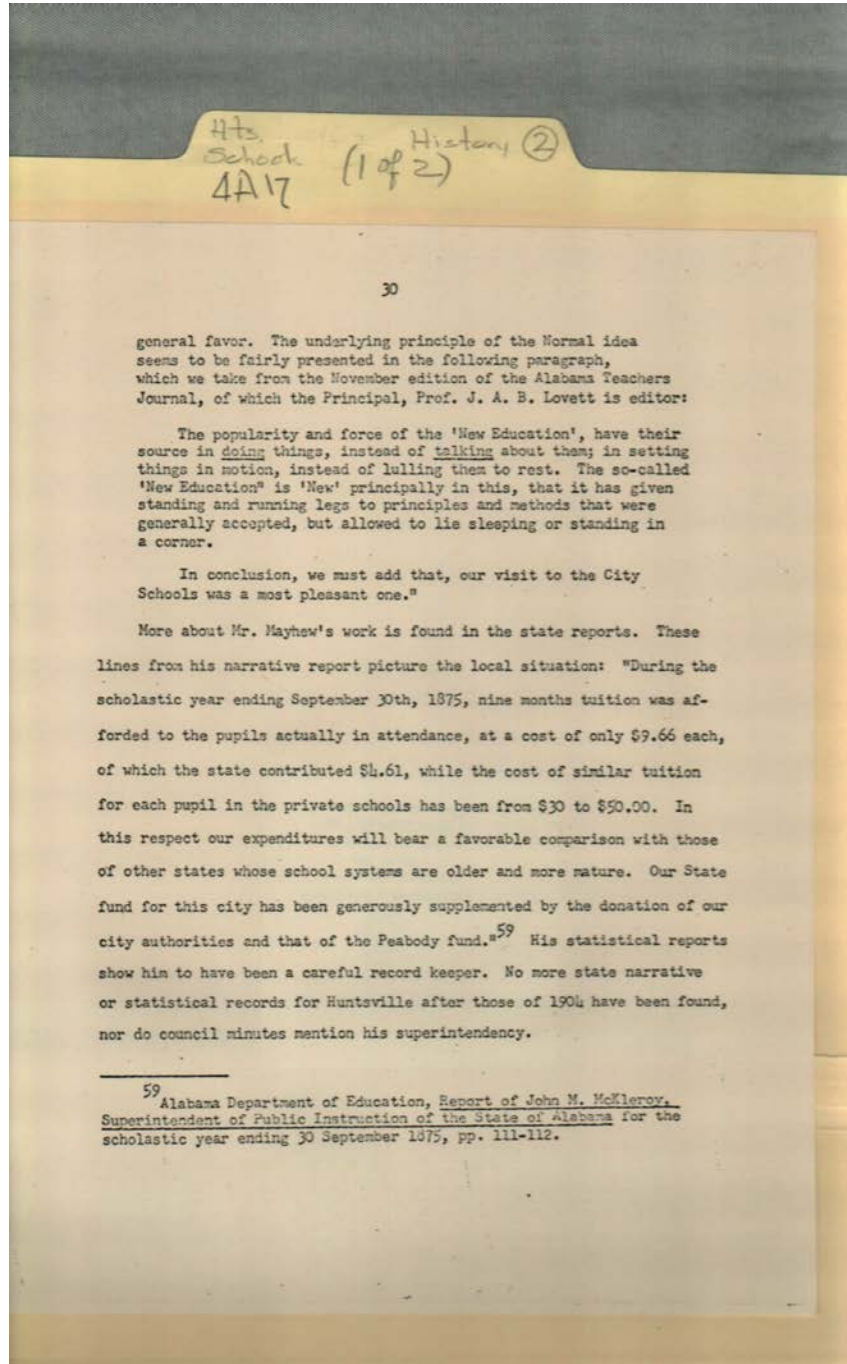 Hts. History ②
School (1 of 2)
4A17
30
general favor. The underlying principle of the Normal idea
seems to be fairly presented in the following paragraph,
which we take from the November edition of the Alabama Teachers
Journal, of which the Principal, Prof. J. A. B. Lovett is editor:
The popularity and force of the 'New Education', have their
source in doing things, instead of talking about them; in setting
things in motion, instead of lulling them to rest. The so-called
'New Education" is 'New' principally in this, that it has given
standing and running legs to principles and methods that were
generally accepted, but allowed to lie sleeping or standing in
a corner.
In conclusion, we must add that, our visit to the City
Schools was a most pleasant one."
More about Mr. Mayhew's work is found in the state reports. These
lines from his narrative report picture the local situation: "During the
scholastic year ending September 30th, 1875, nine months tuition was af-
forded to the pupils actually in attendance, at a cost of only $9.66 each,
of which the state contributed $4.61, while the cost of similar tuition
for each pupil in the private schools has been from $30 to $50.00. In
this respect our expenditures will bear a favorable comparison with those
of other states whose school systems are older and more mature. Our State
fund for this city has been generously supplemented by the donation of our
city authorities and that of the Peabody fund."59 His statistical reports
show him to have been a careful record keeper. No more state narrative
or statistical records for Huntsville after those of 1904 have been found,
nor do council minutes mention his superintendency.
59
Alabama Department of Education, Report of John M. McKleroy,
Superintendent of Public Instruction of the State of Alabama for the
scholastic year ending 30 September 1875, pp. 111-112.